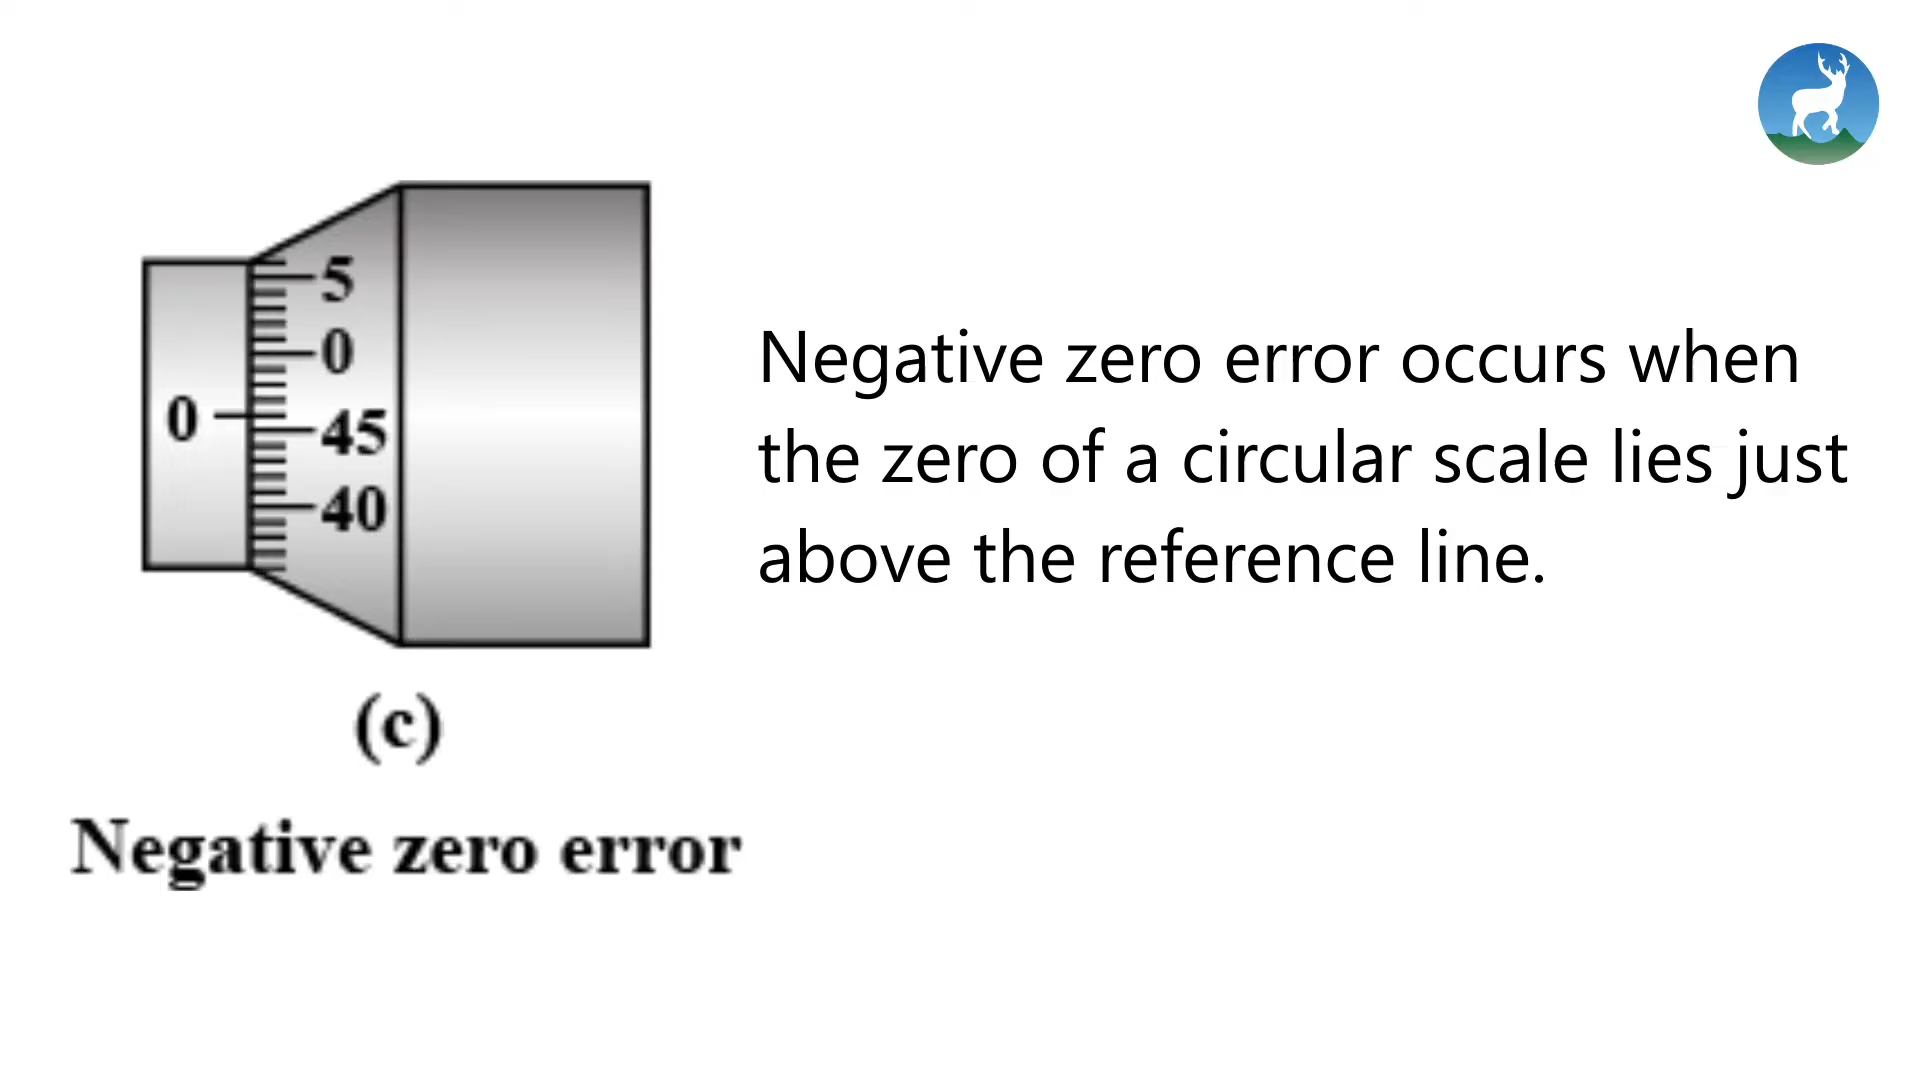 5
0
0
45
40
Negative zero error occurs when
the zero of a circular scale lies just
above the reference line.
(c)
Negative zero error